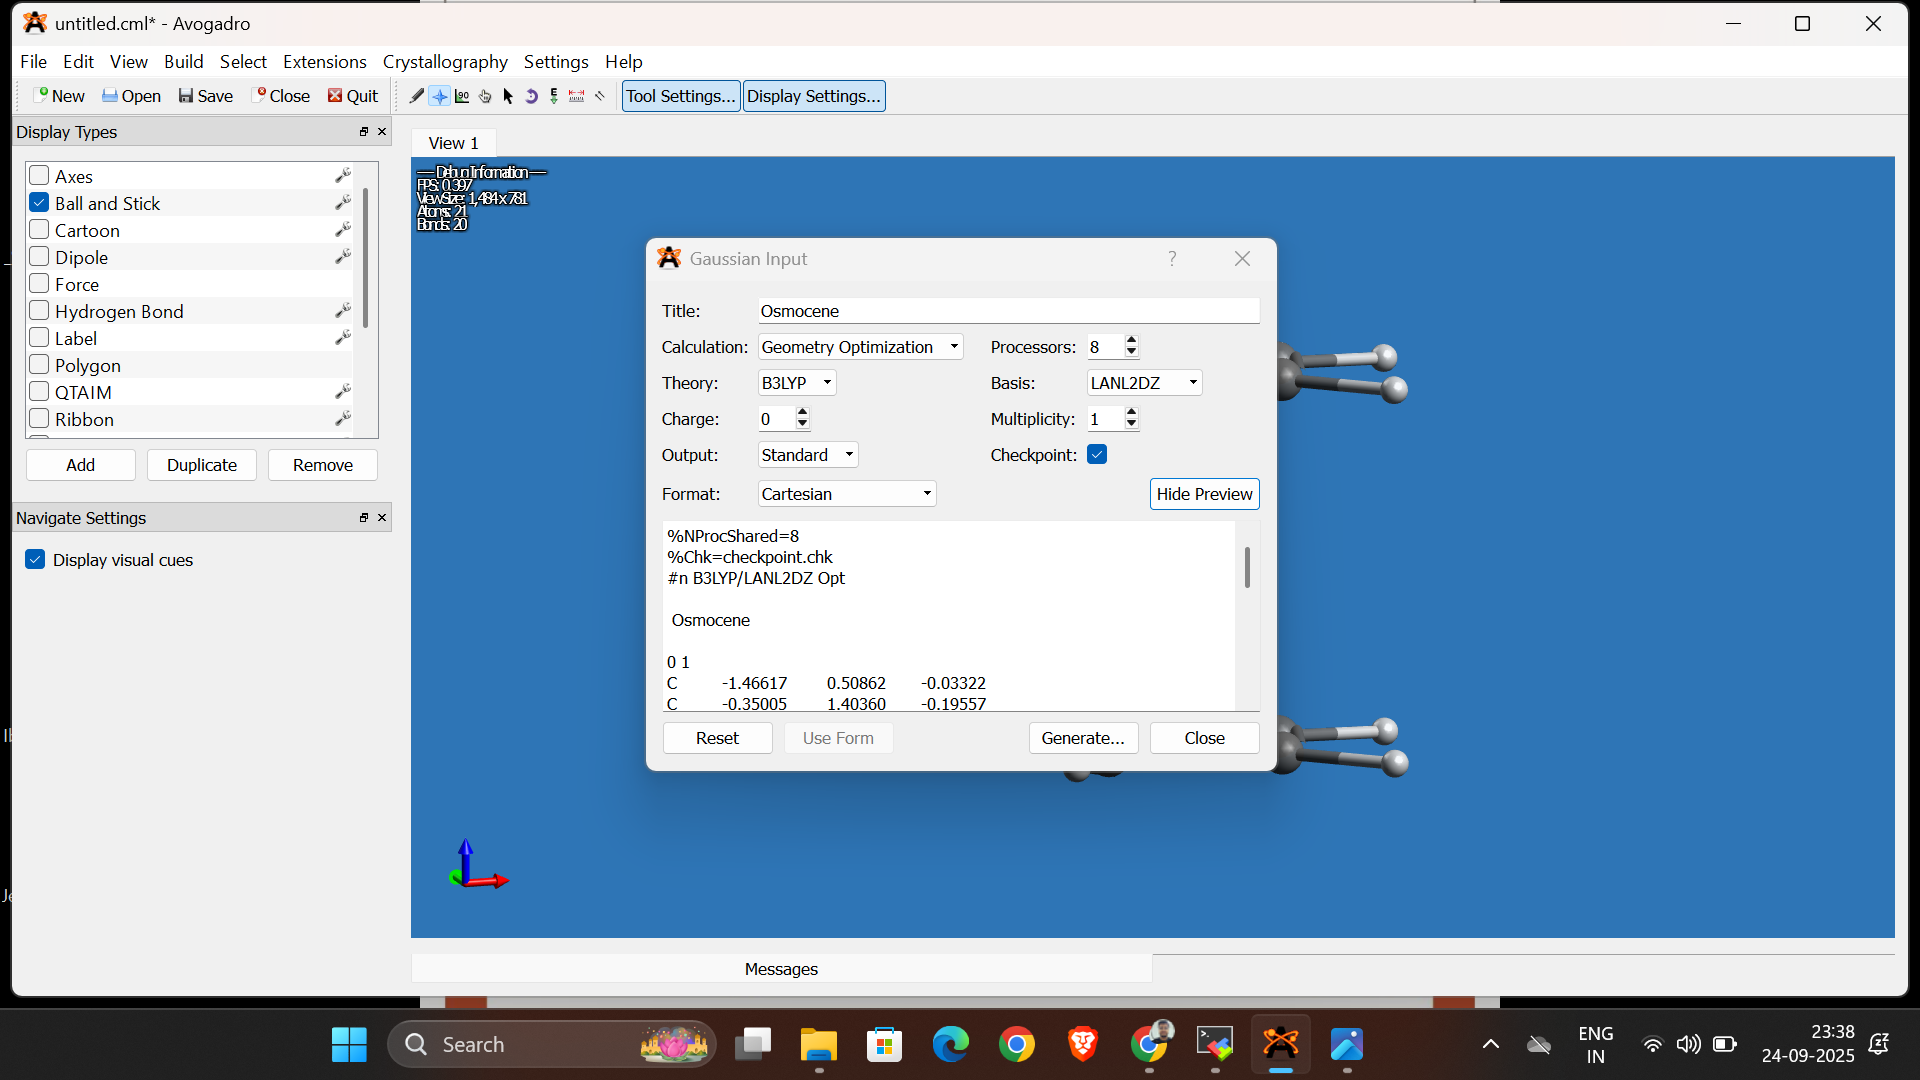 untitled.cml* - Avogadro
File Edit View Build Select Extensions Crystallography Settings Help
New Open Save Close Quit Tool Settings... Display Settings...
Display Types
Axes
Ball and Stick
Cartoon
Dipole
Force
Hydrogen Bond
Label
Polygon
QTAIM
Ribbon
Add Duplicate Remove
Navigate Settings
Display visual cues
View 1
--- Debug Information ---
FPS: 0.397
View Size: 1,484 x 781
Atoms: 21
Bonds: 20
Gaussian Input
Title: Osmocene
Calculation: Geometry Optimization Processors: 8
Theory: B3LYP Basis: LANL2DZ
Charge: 0 Multiplicity: 1
Output: Standard Checkpoint:
Format: Cartesian Hide Preview
%NProcShared=8
%Chk=checkpoint.chk
#n B3LYP/LANL2DZ Opt
Osmocene
0 1
C -1.46617 0.50862 -0.03322
C -0.35005 1.40360 -0.19557
Reset Use Form Generate... Close
Messages
Search
ENG
IN
23:38
24-09-2025